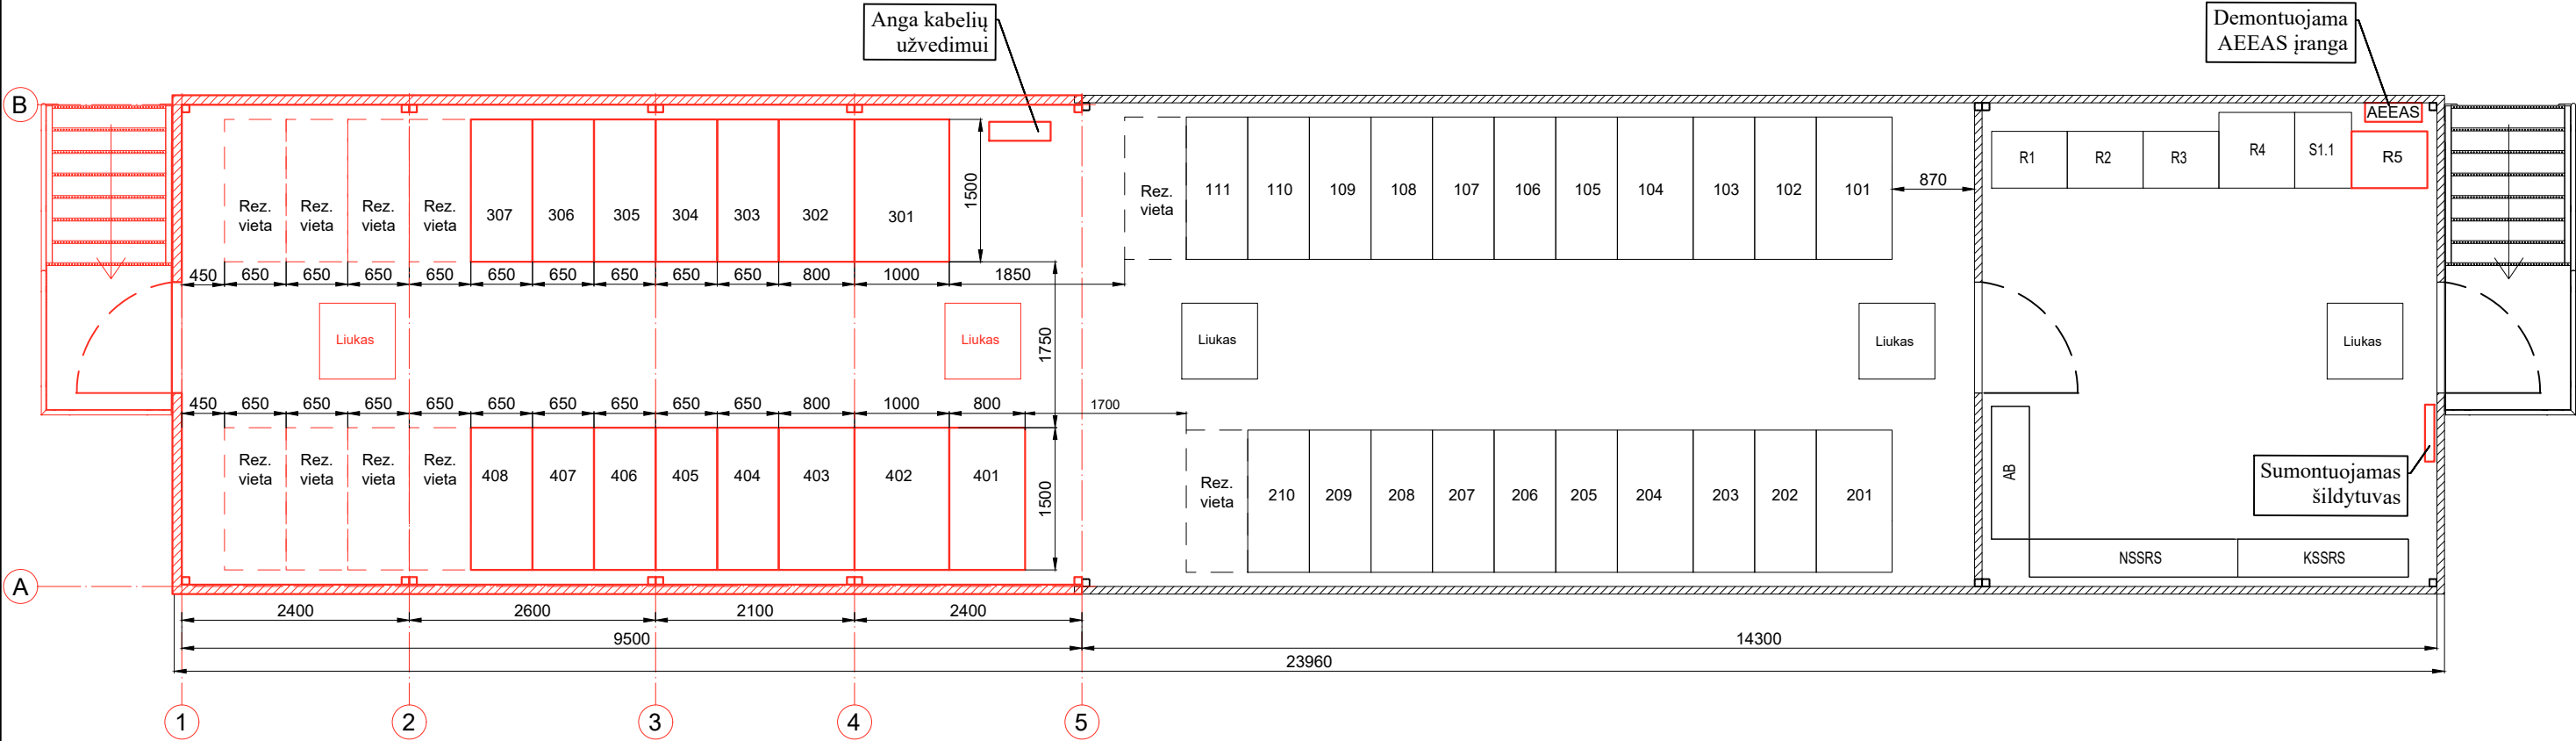 Anga kabelių
užvedimui
Demontuojama
AEEAS įranga
B
AEEAS
R1
R2
R3
R4
S1.1
R5
Rez.
vieta
Rez.
vieta
Rez.
vieta
Rez.
vieta
307
306
305
304
303
302
301
1500
Rez.
vieta
111
110
109
108
107
106
105
104
103
102
101
870
450
650
650
650
650
650
650
650
650
650
800
1000
1850
Liukas
Liukas
1750
Liukas
Liukas
Liukas
450
650
650
650
650
650
650
650
650
650
800
1000
800
1700
Rez.
vieta
Rez.
vieta
Rez.
vieta
Rez.
vieta
408
407
406
405
404
403
402
401
1500
Rez.
vieta
210
209
208
207
206
205
204
203
202
201
AB
Sumontuojamas
šildytuvas
NSSRS
KSSRS
A
2400
2600
2100
2400
9500
14300
23960
1
2
3
4
5